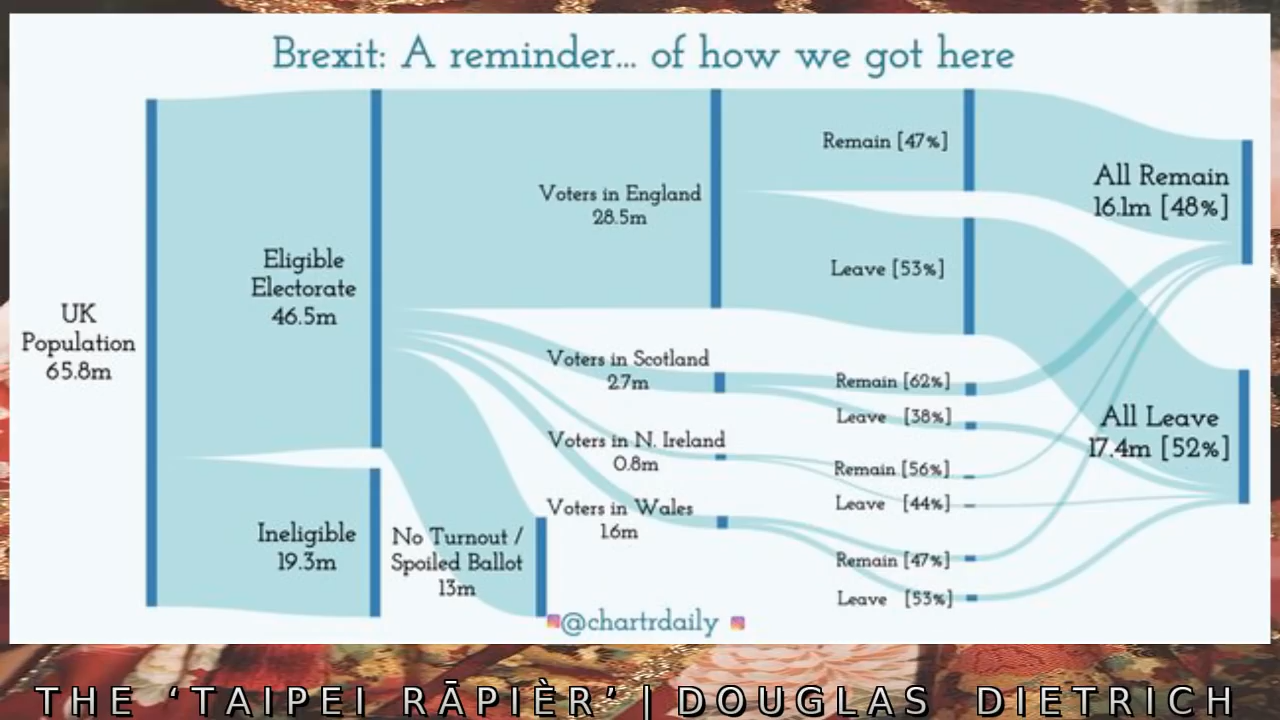 Brexit: A reminder... of how we got here
UK
Population
65.8m
Eligible
Electorate
46.5m
Ineligible
19.3m
No Turnout /
Spoiled Ballot
13m
Voters in England
28.5m
Voters in Scotland
2.7m
Voters in N. Ireland
0.8m
Voters in Wales
1.6m
Remain [47%]
Leave [53%]
Remain [62%]
Leave [38%]
Remain [56%]
Leave [44%]
Remain [47%]
Leave [53%]
All Remain
16.1m [48%]
All Leave
17.4m [52%]
@chartrdaily
THE ‘TAIPEI RĀPIÈR’ | DOUGLAS DIETRICH